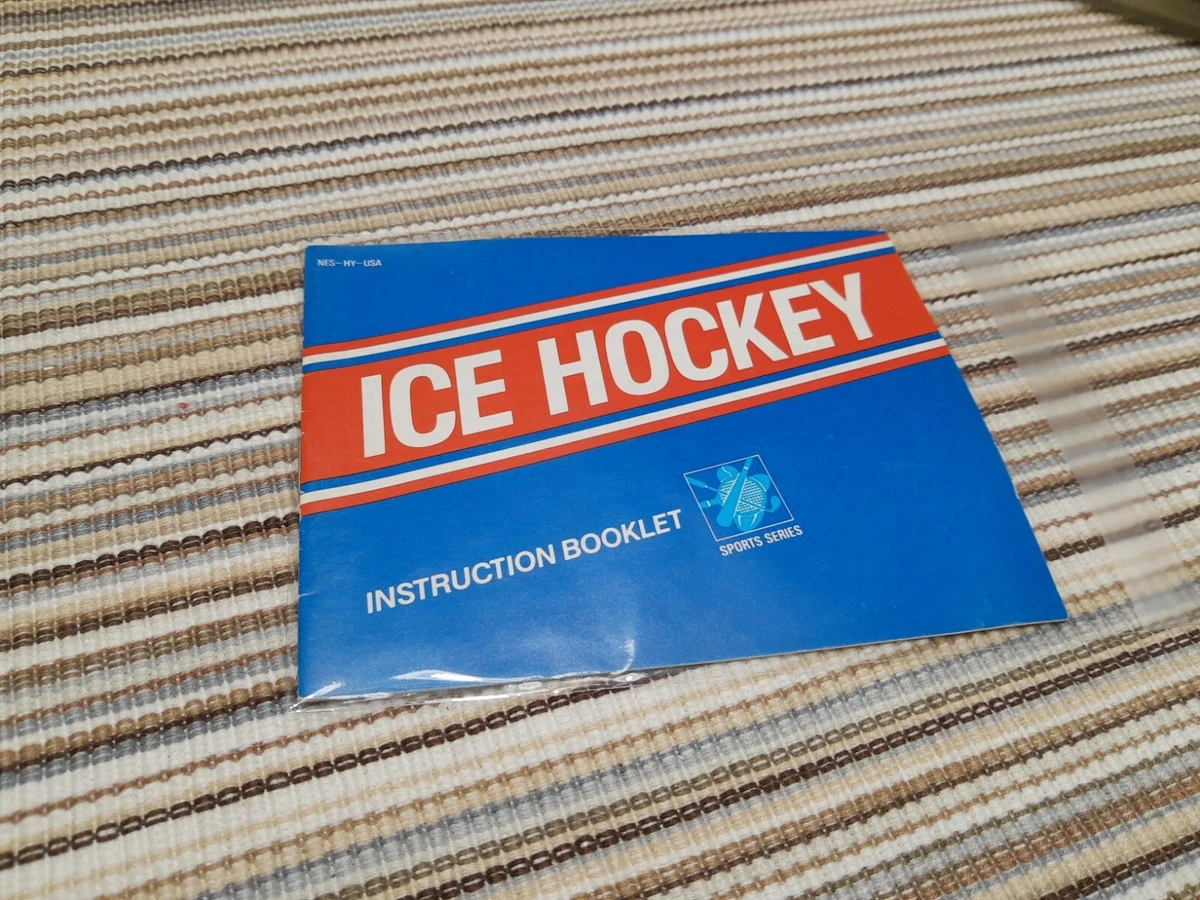 NES-HY-USA
ICE HOCKEY
INSTRUCTION BOOKLET
SPORTS SERIES